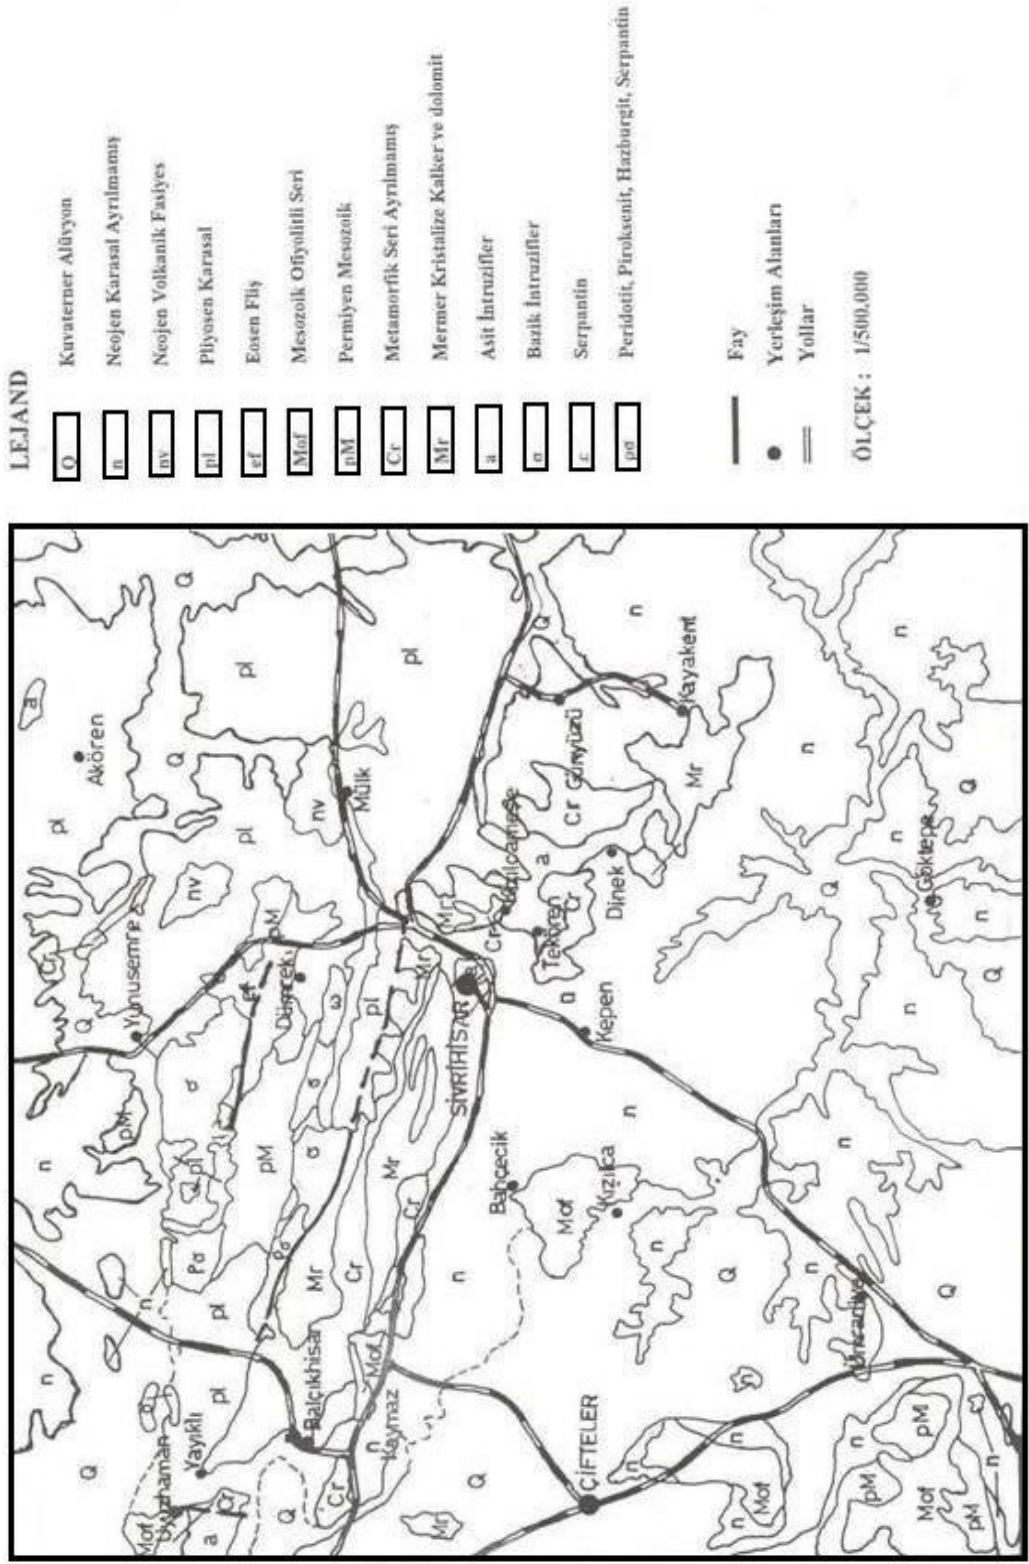 LEJAND
Q Kuvaterner Alüvyon
n Neojen Karasal Ayrılmamış
nv Neojen Volkanik Fasiyes
pl Pliyosen Karasal
ef Eosen Fliş
Mof Mesozoik Ofiyolitli Seri
pM Permiyen Mesozoik
Cr Metamorfik Seri Ayrılmamış
Mr Mermer Kristalize Kalker ve dolomit
a Asit İntruzifler
σ Bazik İntruzifler
ε Serpantin
ρσ Peridotit, Piroksenit, Hazburgit, Serpantin
Fay
Yerleşim Alanları
Yollar
ÖLÇEK : 1/500.000
Akören
Yunusemre
Mülk
Dümrek
Yayıklı
Balçıkhisar
Kaymaz
SİVRİHİSAR
Tekören
Dinek
Günyüzü
Kayakent
Kepen
Bahçecik
Kızılca
ÇİFTELER
Göktepe
Q
n
a
pl
Cr
nv
pM
σ
Pσ
Mr
Mof